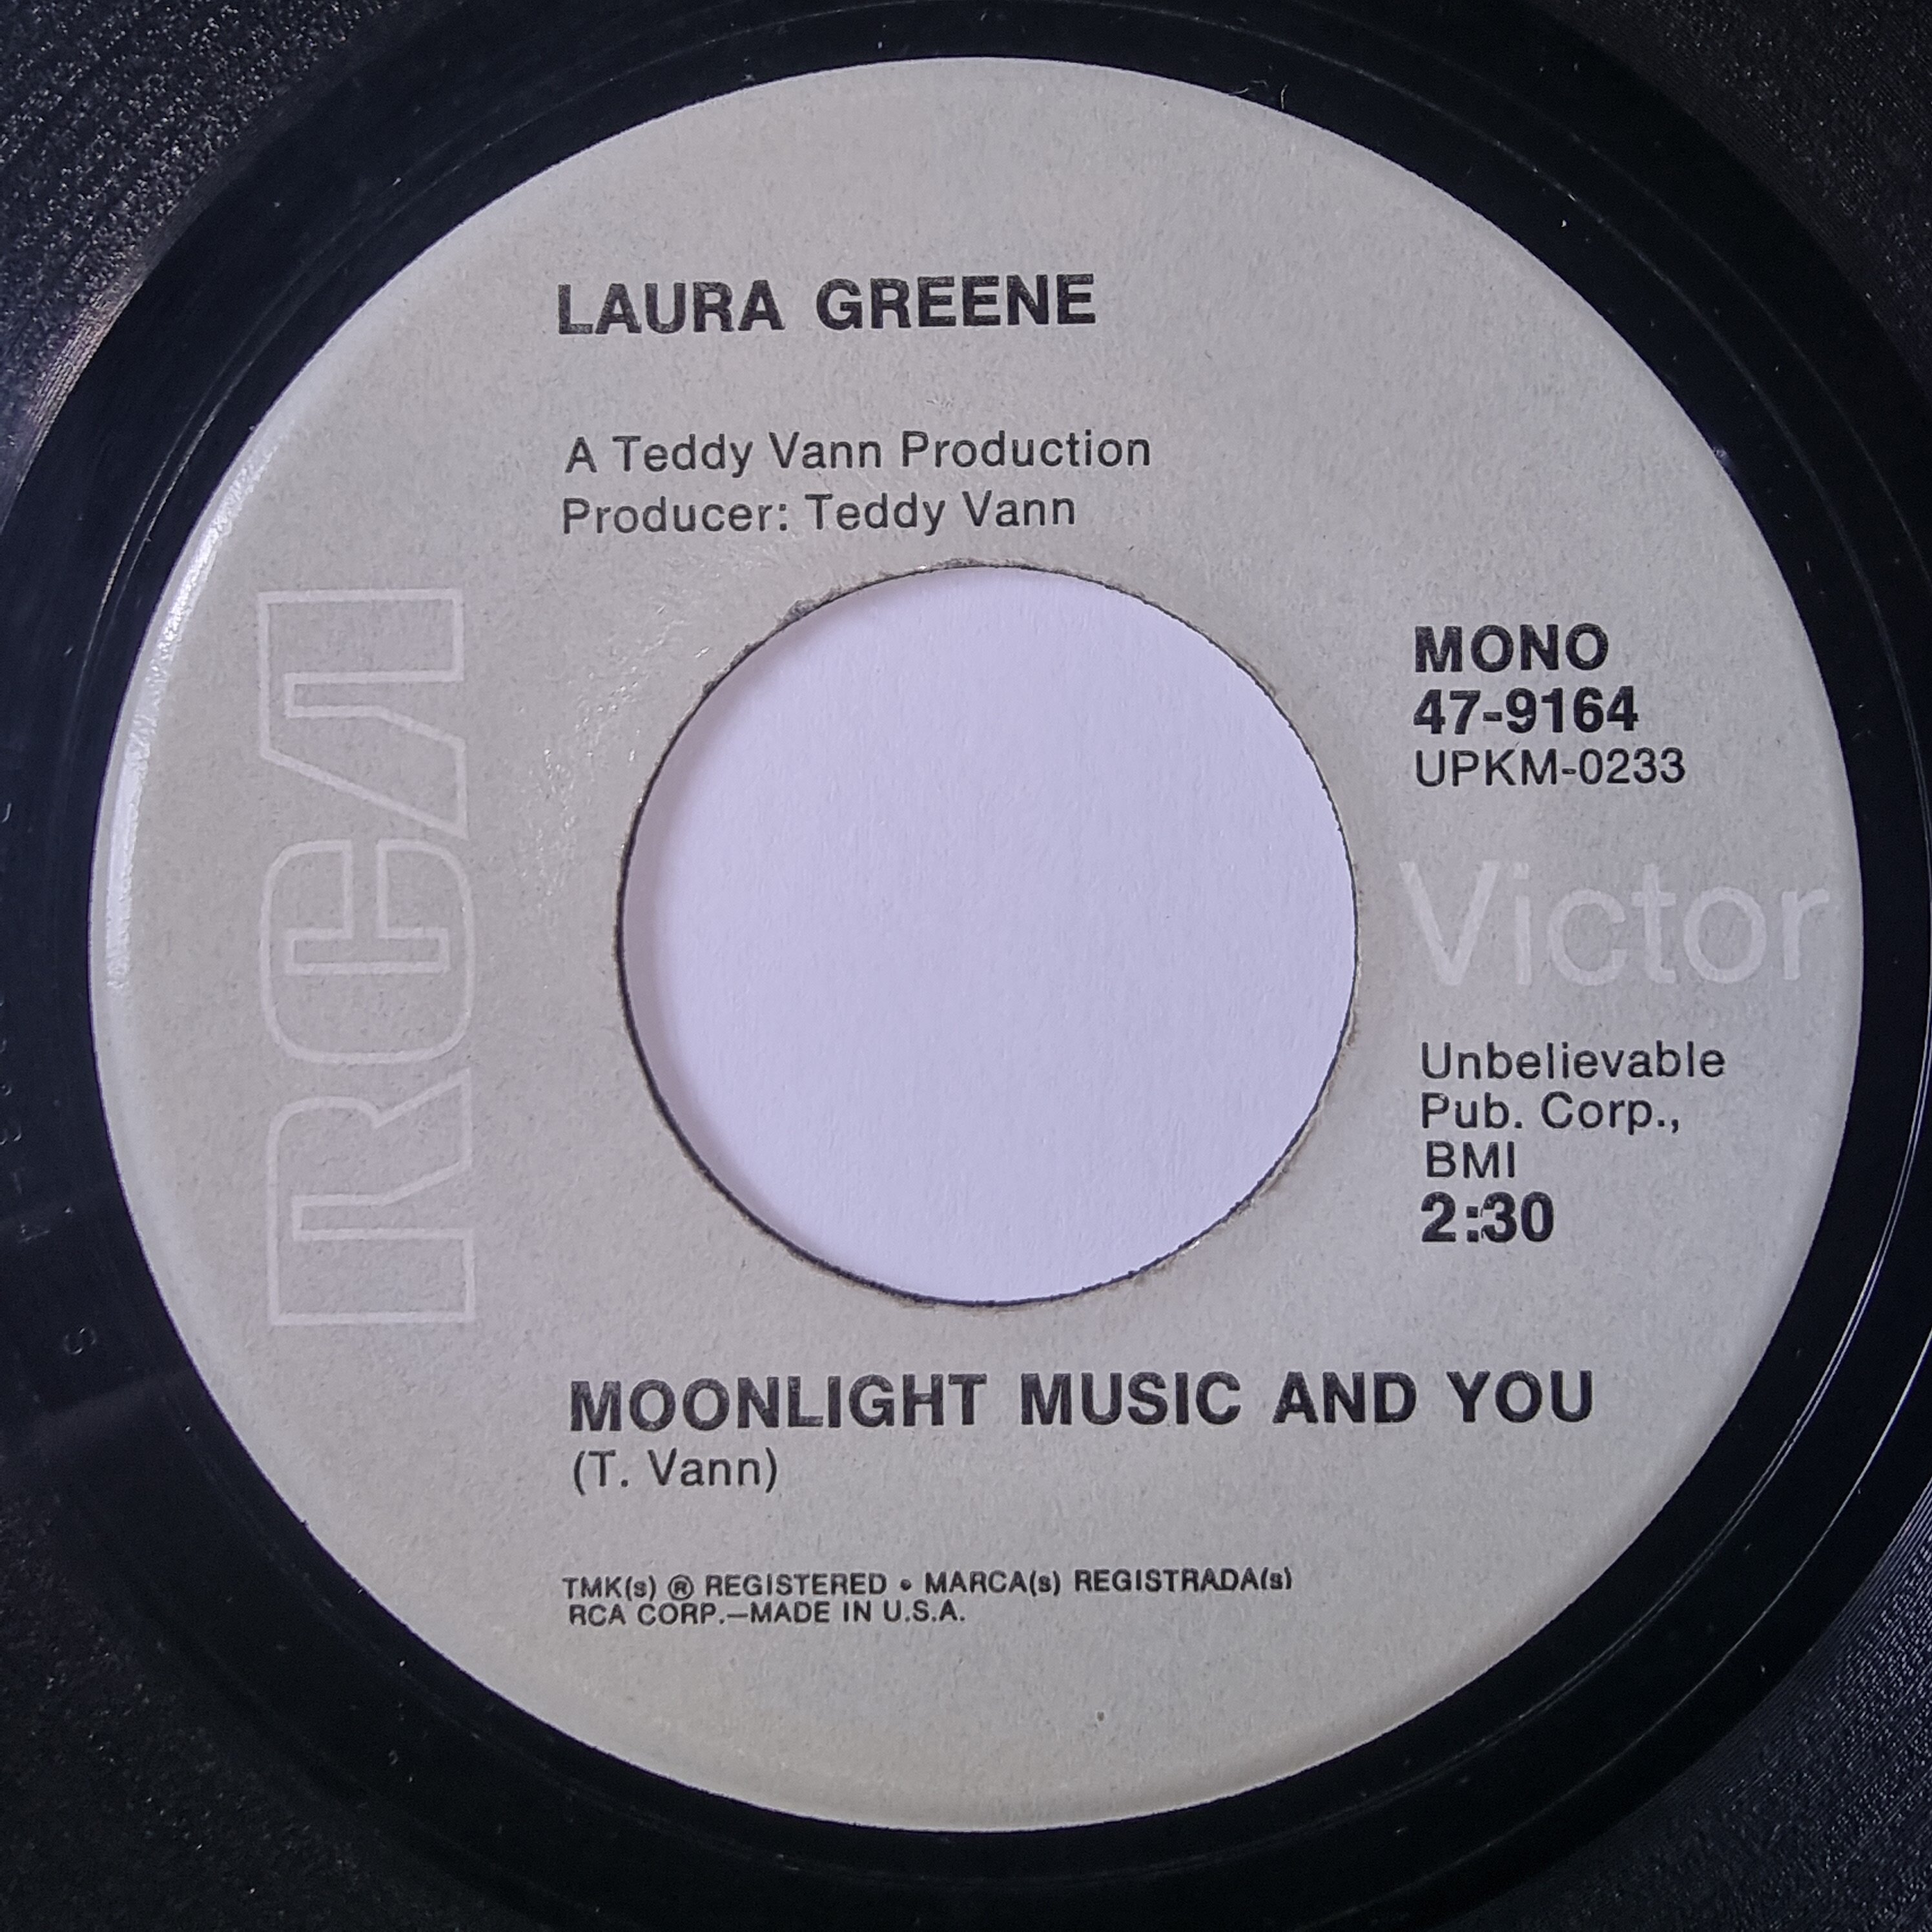 LAURA GREENE
A Teddy Vann Production
Producer: Teddy Vann
RCA
MONO
47-9164
UPKM-0233
Victor
Unbelievable
Pub. Corp.,
BMI
2:30
MOONLIGHT MUSIC AND YOU
(T. Vann)
TMK(s) ® REGISTERED • MARCA(s) REGISTRADA(s)
RCA CORP.—MADE IN U.S.A.